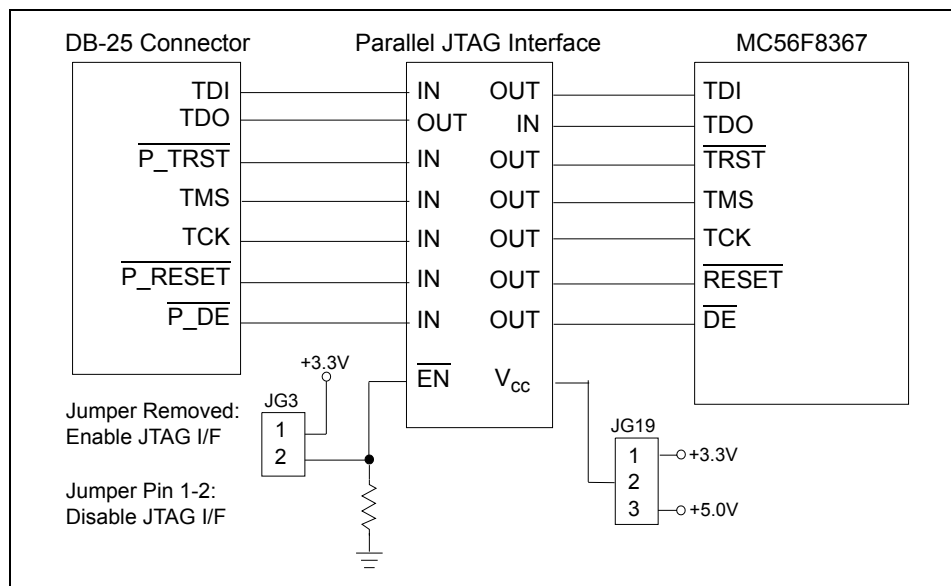 DB-25 Connector Parallel JTAG Interface MC56F8367
TDI IN OUT TDI
TDO OUT IN TDO
P_TRST IN OUT TRST
TMS IN OUT TMS
TCK IN OUT TCK
P_RESET IN OUT RESET
P_DE IN OUT DE
+3.3V
EN Vcc
JG3
1
2
Jumper Removed:
Enable JTAG I/F
Jumper Pin 1-2:
Disable JTAG I/F
JG19
1 +3.3V
2
3 +5.0V